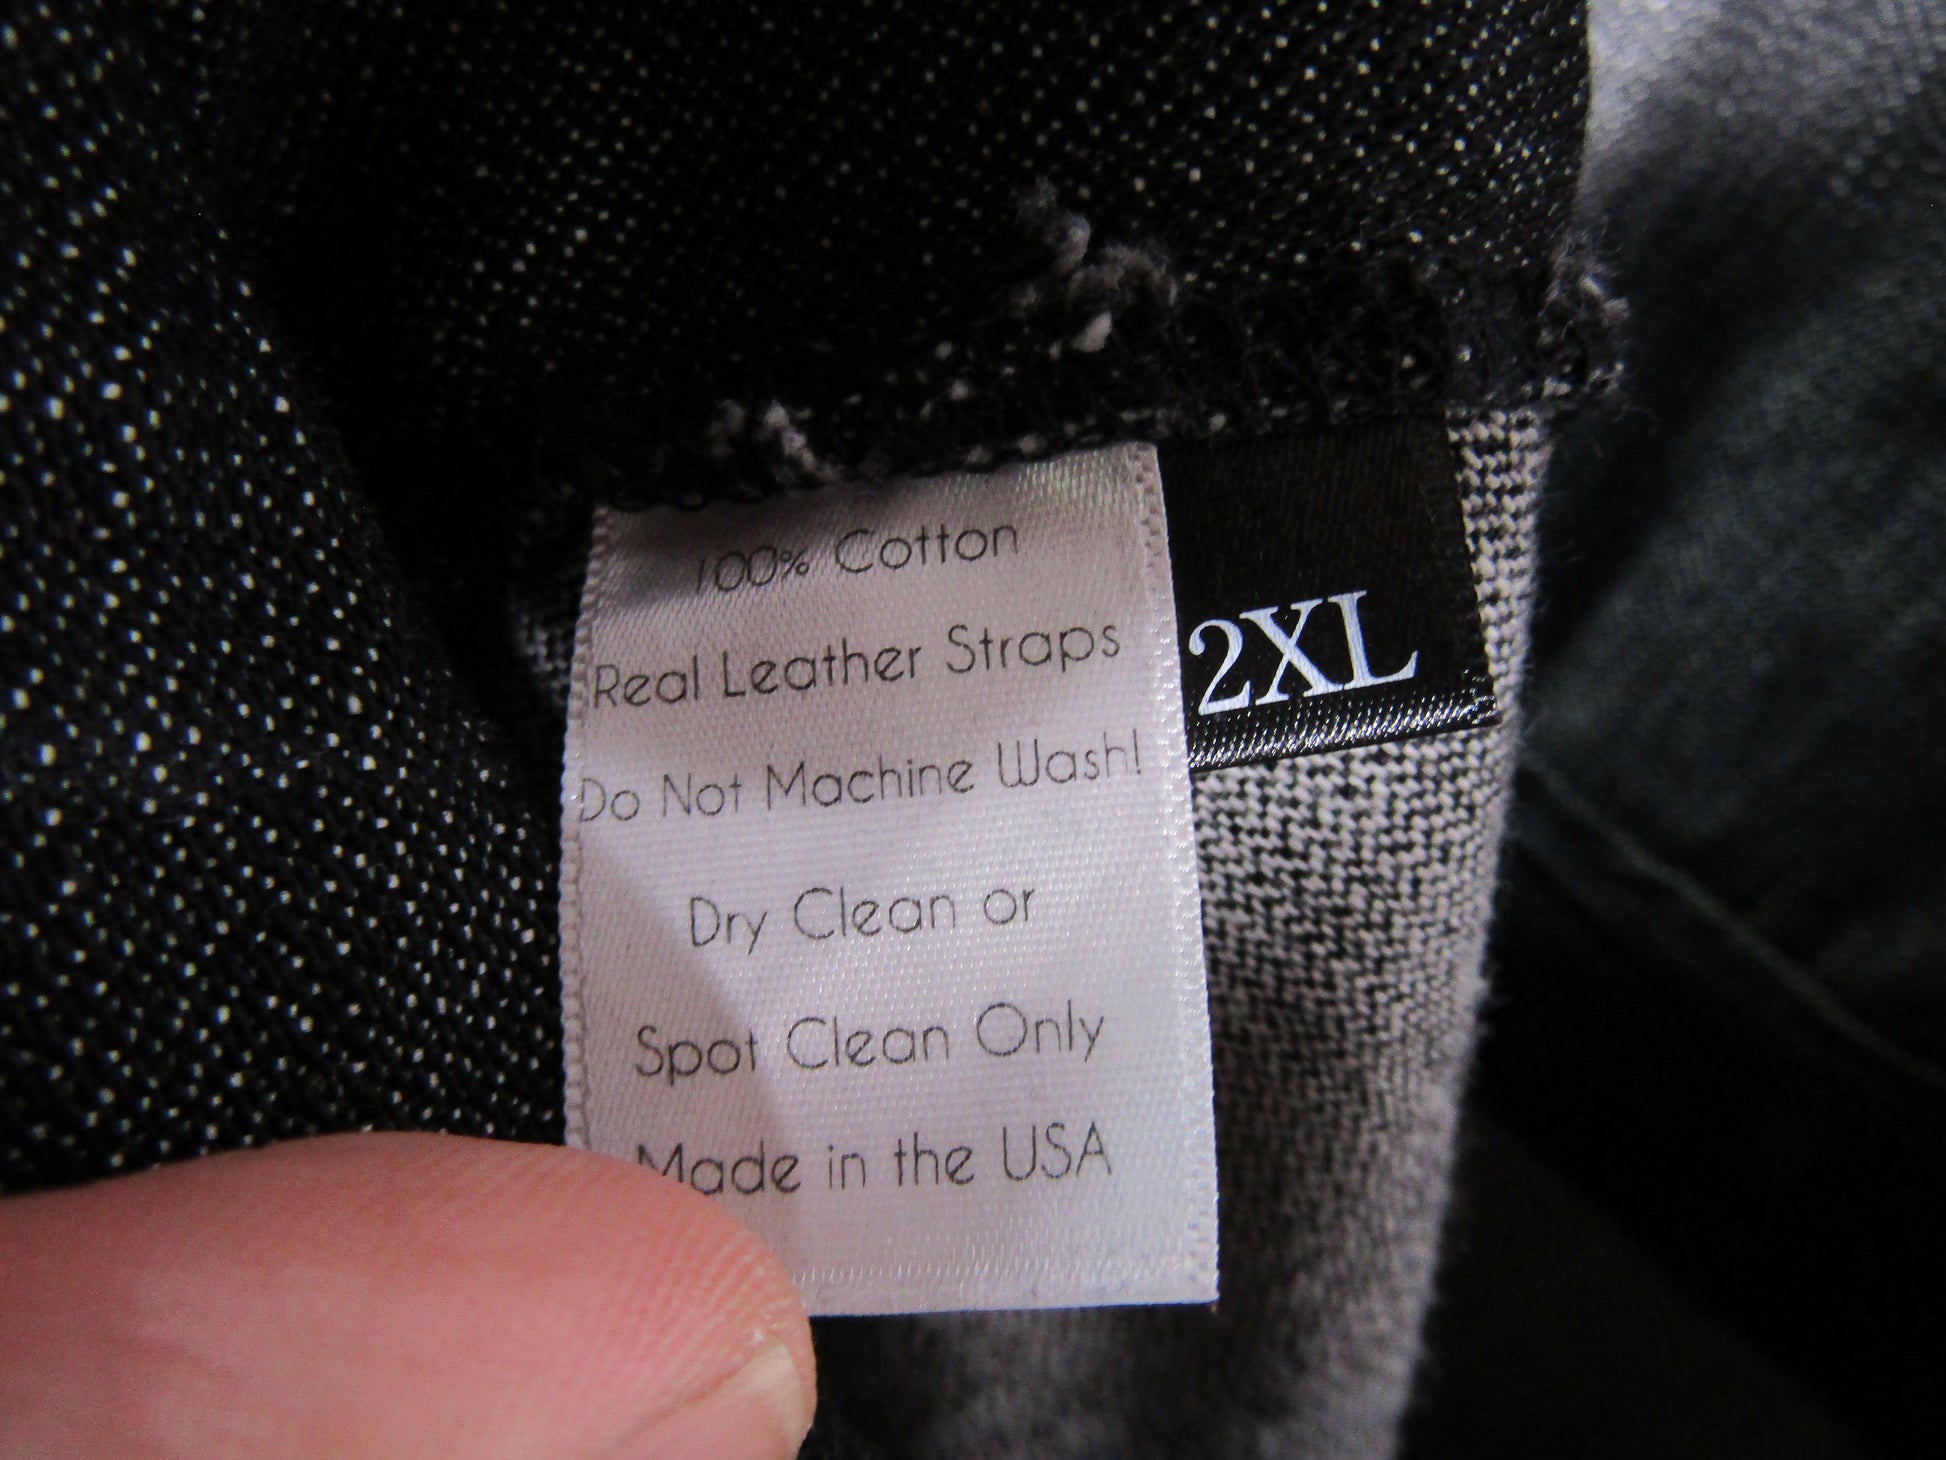 100% Cotton
Real Leather Straps
Do Not Machine Wash!
Dry Clean or
Spot Clean Only
Made in the USA
2XL